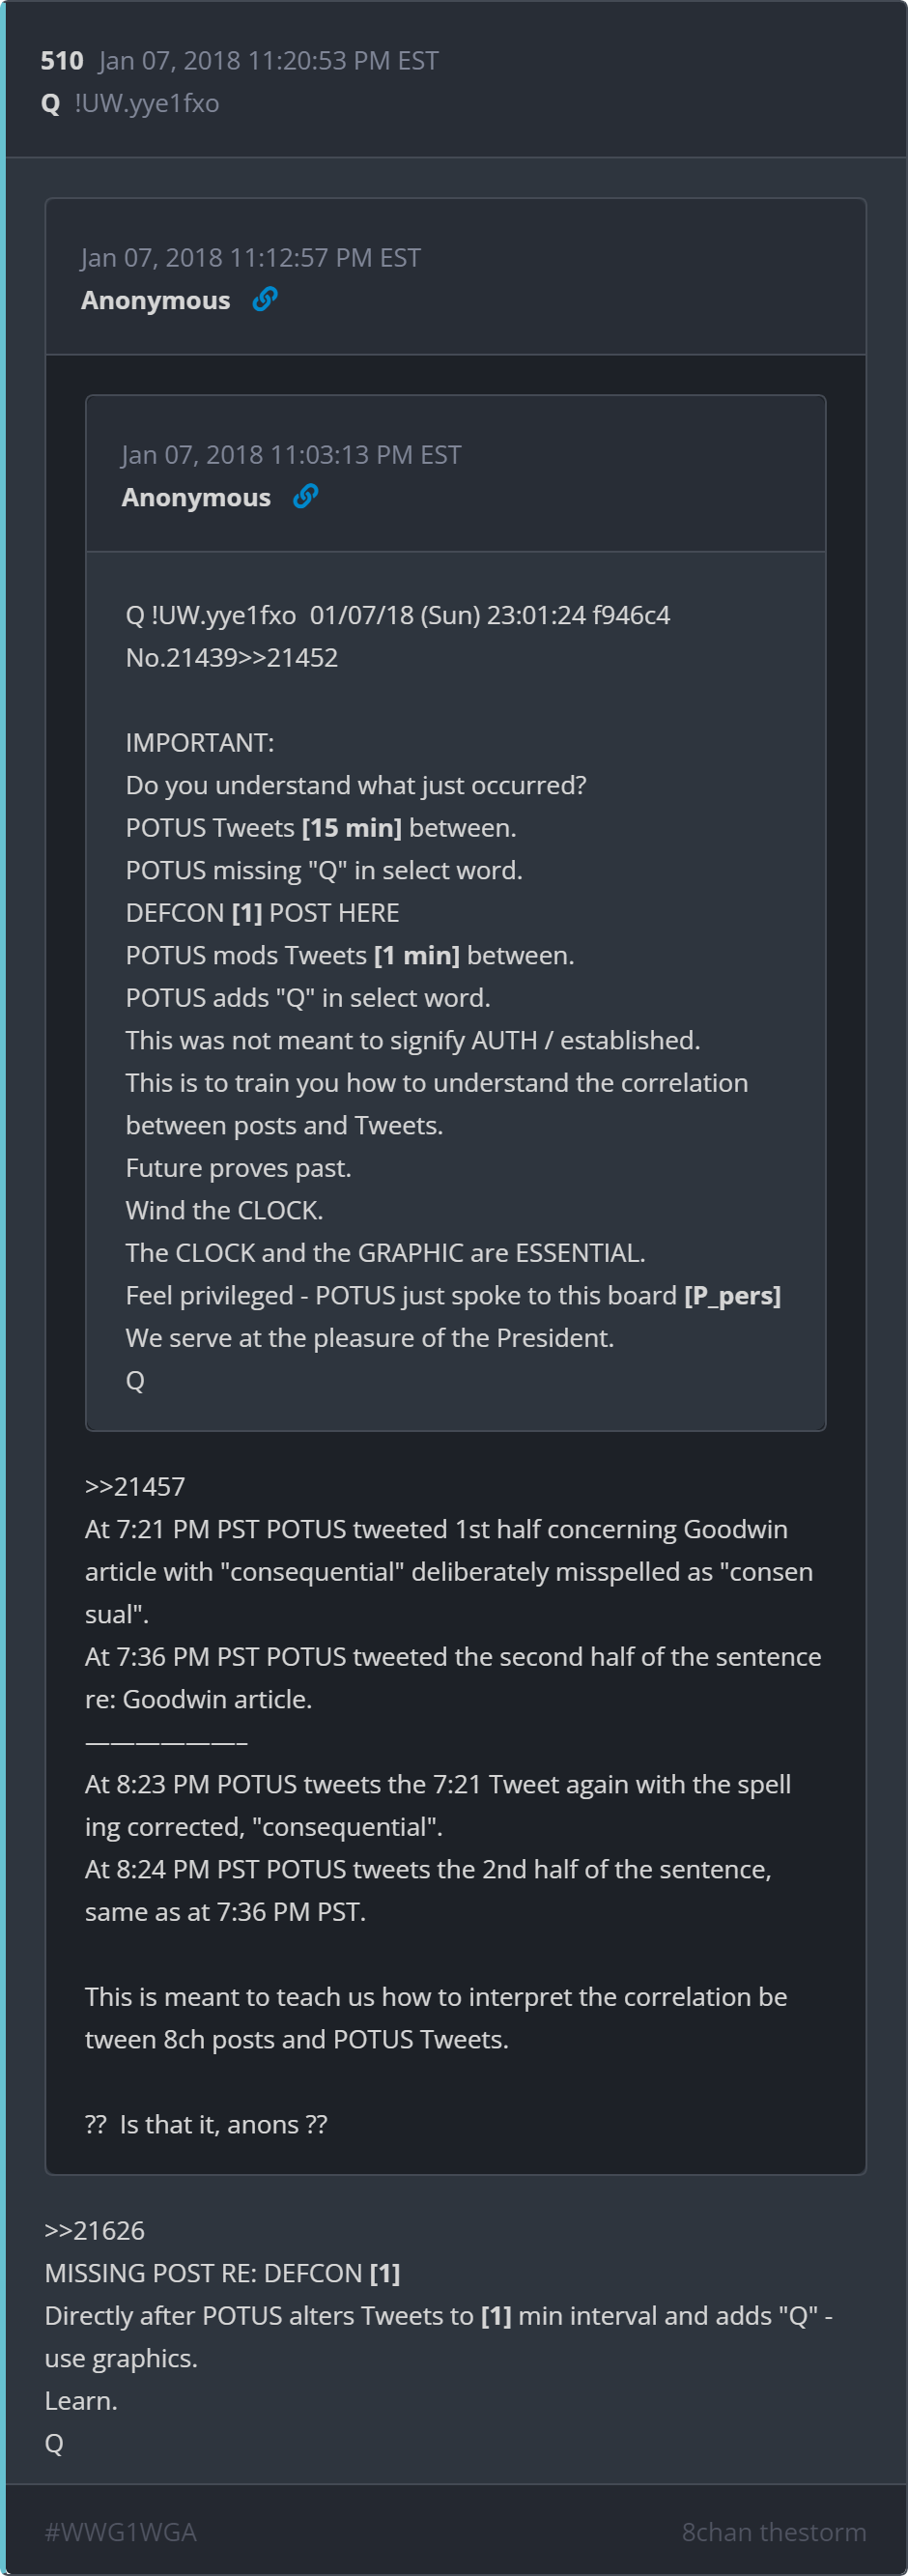 510 Jan 07, 2018 11:20:53 PM EST
Q !UW.yye1fxo
Jan 07, 2018 11:12:57 PM EST
Anonymous
Jan 07, 2018 11:03:13 PM EST
Anonymous
Q !UW.yye1fxo 01/07/18 (Sun) 23:01:24 f946c4
No.21439>>21452
IMPORTANT:
Do you understand what just occurred?
POTUS Tweets [15 min] between.
POTUS missing "Q" in select word.
DEFCON [1] POST HERE
POTUS mods Tweets [1 min] between.
POTUS adds "Q" in select word.
This was not meant to signify AUTH / established.
This is to train you how to understand the correlation
between posts and Tweets.
Future proves past.
Wind the CLOCK.
The CLOCK and the GRAPHIC are ESSENTIAL.
Feel privileged - POTUS just spoke to this board [P_pers]
We serve at the pleasure of the President.
Q
>>21457
At 7:21 PM PST POTUS tweeted 1st half concerning Goodwin
article with "consequential" deliberately misspelled as "consen
sual".
At 7:36 PM PST POTUS tweeted the second half of the sentence
re: Goodwin article.
——————–
At 8:23 PM POTUS tweets the 7:21 Tweet again with the spell
ing corrected, "consequential".
At 8:24 PM PST POTUS tweets the 2nd half of the sentence,
same as at 7:36 PM PST.
This is meant to teach us how to interpret the correlation be
tween 8ch posts and POTUS Tweets.
?? Is that it, anons ??
>>21626
MISSING POST RE: DEFCON [1]
Directly after POTUS alters Tweets to [1] min interval and adds "Q" -
use graphics.
Learn.
Q
#WWG1WGA 8chan thestorm